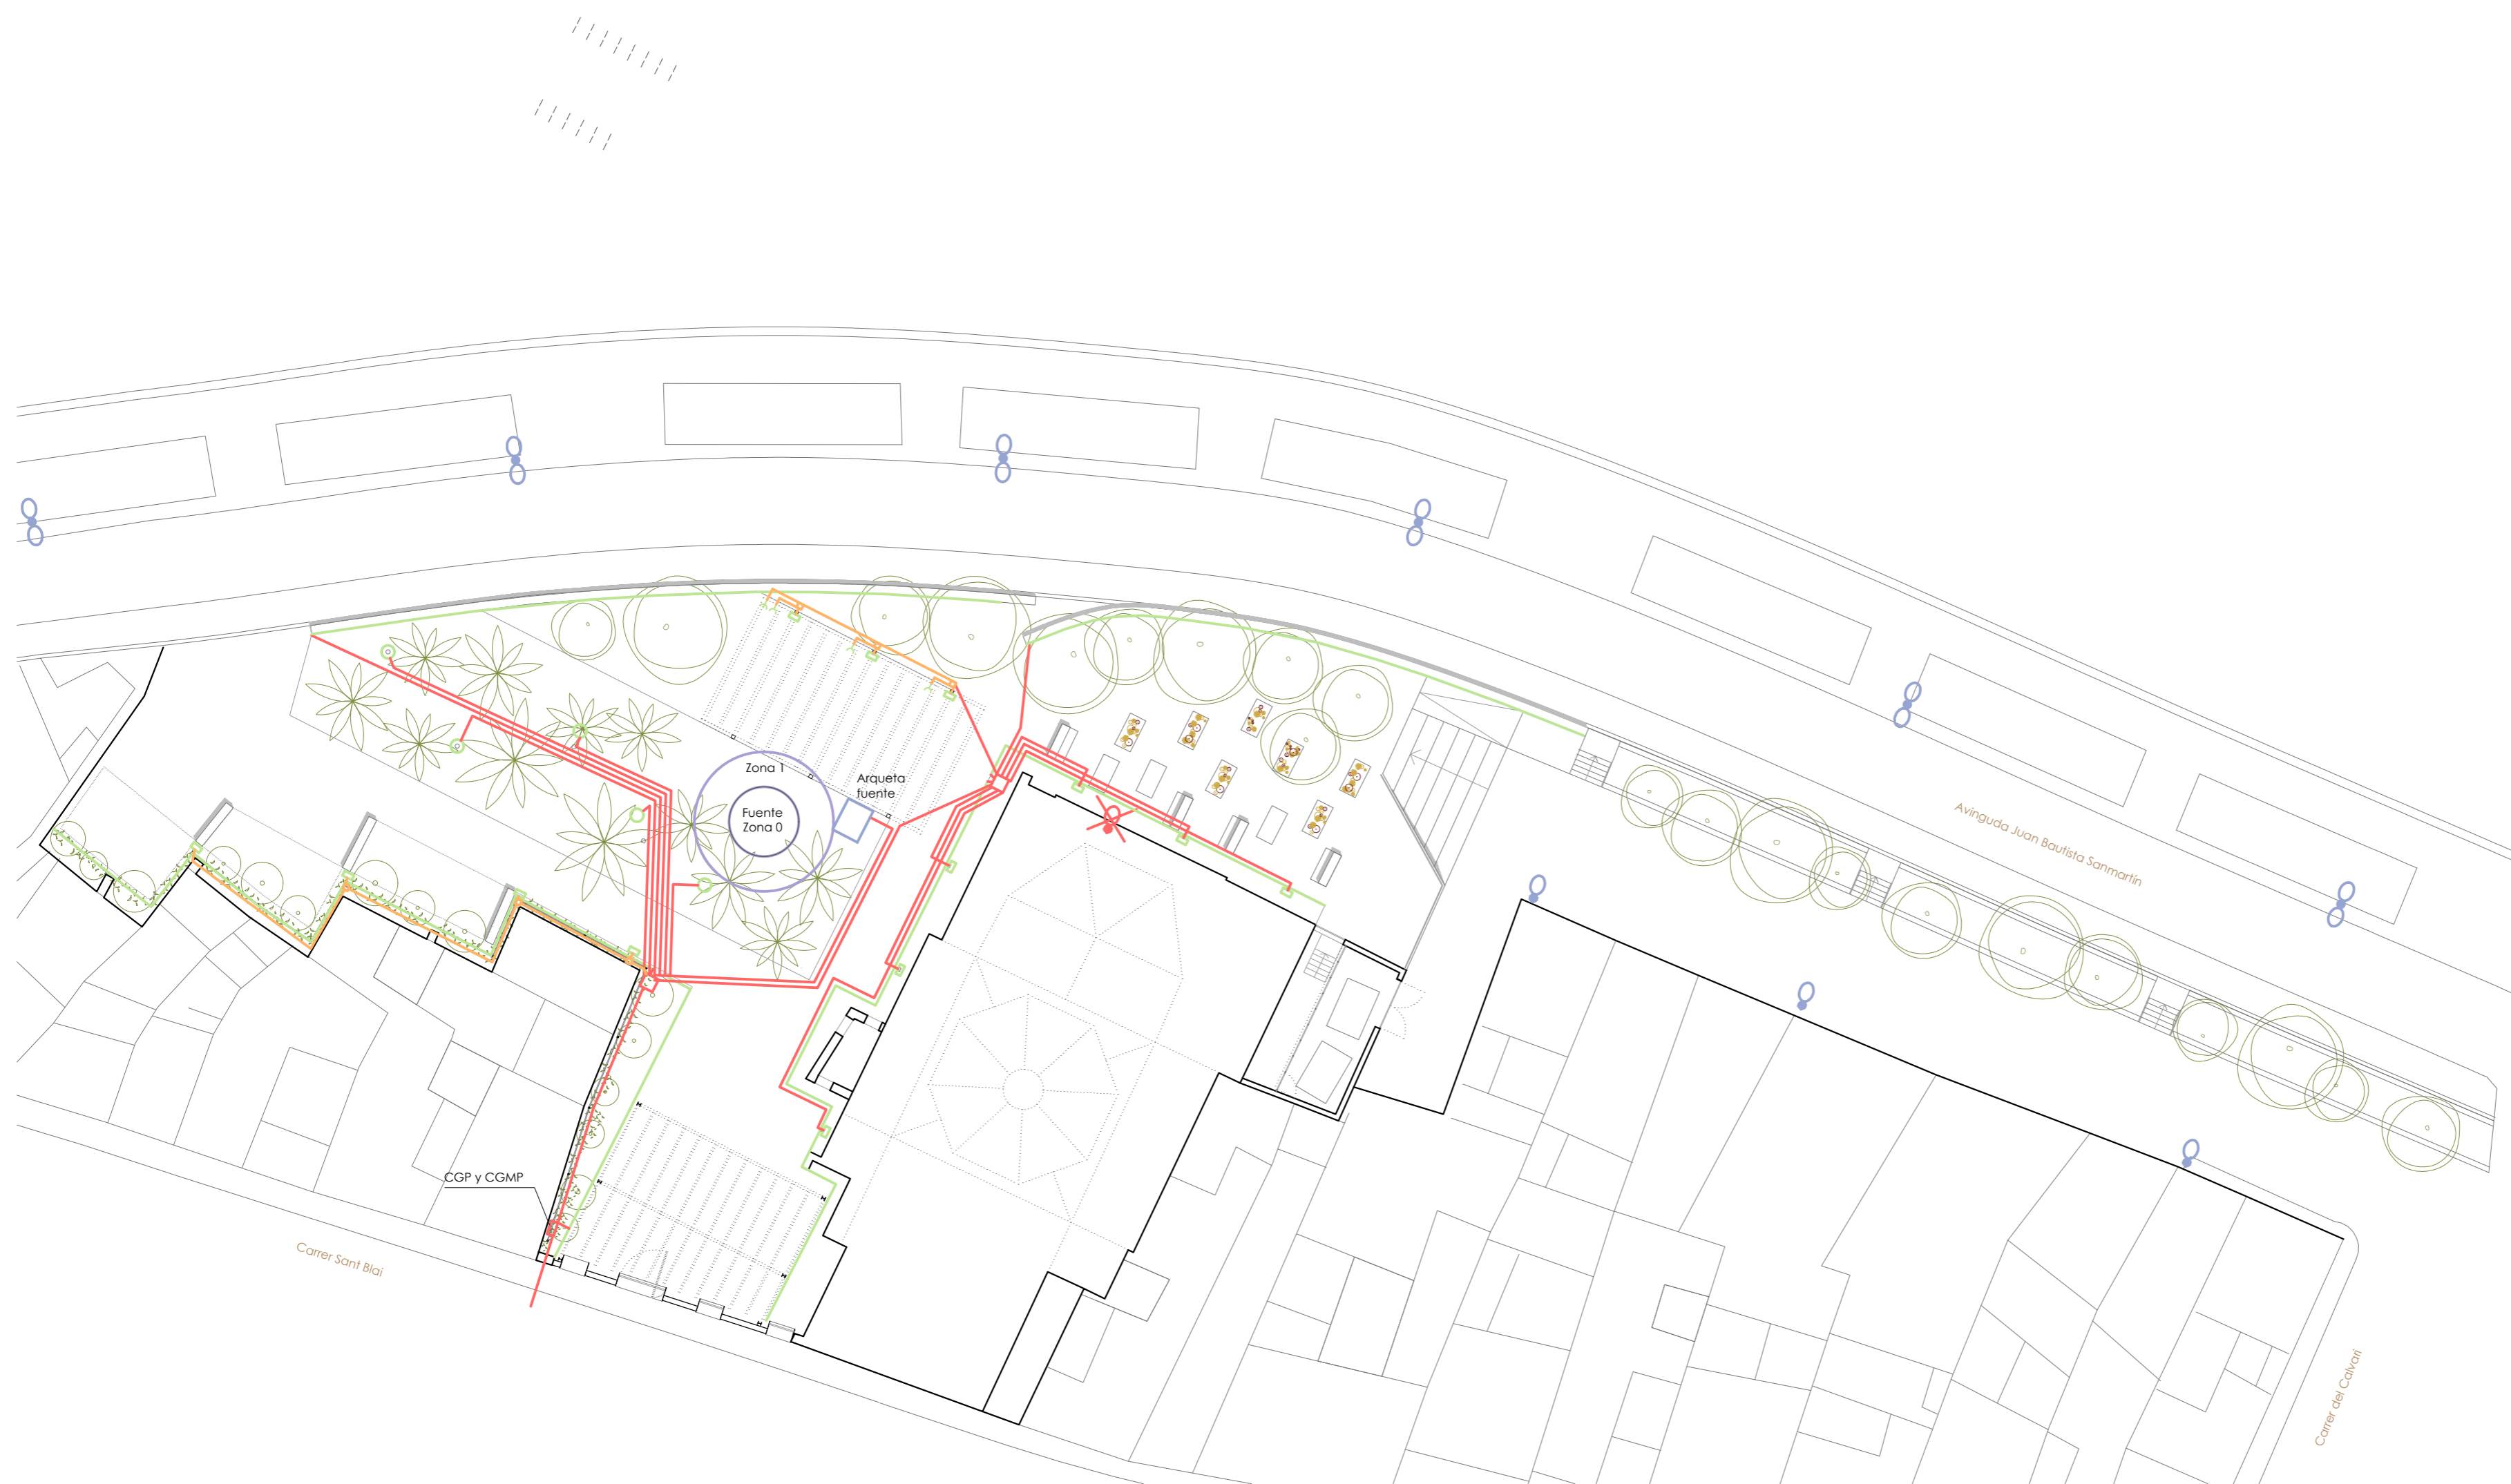 Zona 1
Arqueta
fuente
Fuente
Zona 0
Avinguda Juan Bautista Sanmartín
CGP y CGMP
Carrer Sant Blai
Carrer del Calvari